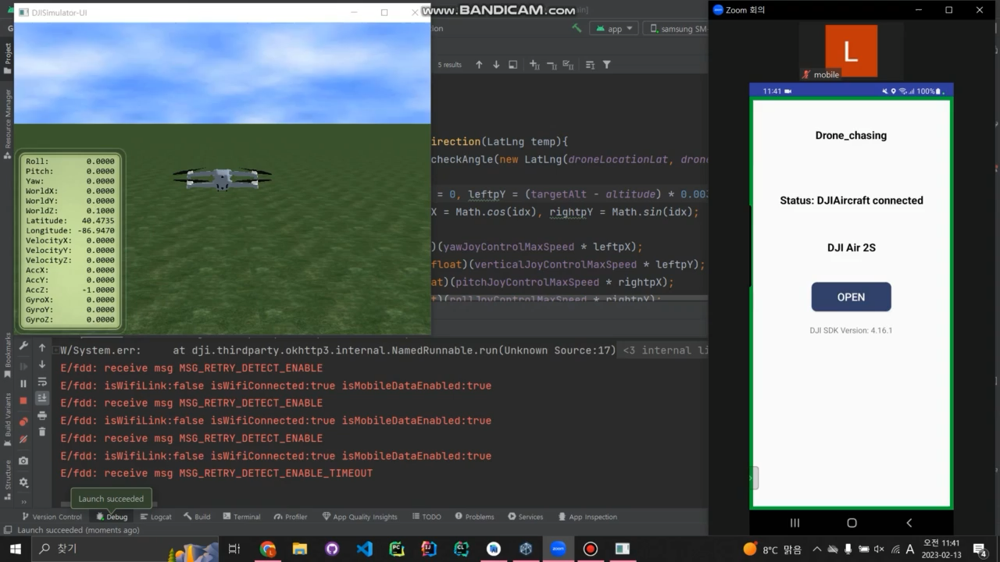 DJISimulator-UI
www.BANDICAM.com
Roll: 0.0000
Pitch: 0.0000
Yaw: 0.0000
WorldX: 0.0000
WorldY: 0.0000
WorldZ: 0.1000
Latitude: 40.4735
Longitude: -86.9470
VelocityX: 0.0000
VelocityY: 0.0000
VelocityZ: 0.0000
AccX: 0.0000
AccY: 0.0000
AccZ: -1.0000
GyroX: 0.0000
GyroY: 0.0000
GyroZ: 0.0000
Project
Resource Manager
Bookmarks
Build Variants
Structure
app
samsung SM-
5 results
irection(LatLng temp){
checkAngle(new LatLng(droneLocationLat, dron
= 0, leftpY = (targetAlt - altitude) * 0.003
X = Math.cos(idx), rightpY = Math.sin(idx);
)(yawJoyControlMaxSpeed * leftpX);
float)(verticalJoyControlMaxSpeed * leftpY);
at)(pitchJoyControlMaxSpeed * rightpX);
t)(rollJoyControlMaxSpeed * rightpY);
W/System.err: at dji.thirdparty.okhttp3.internal.NamedRunnable.run(Unknown Source:17) <3 internal li
E/fdd: receive msg MSG_RETRY_DETECT_ENABLE
E/fdd: isWifiLink:false isWifiConnected:true isMobileDataEnabled:true
E/fdd: receive msg MSG_RETRY_DETECT_ENABLE
E/fdd: isWifiLink:false isWifiConnected:true isMobileDataEnabled:true
E/fdd: receive msg MSG_RETRY_DETECT_ENABLE
E/fdd: isWifiLink:false isWifiConnected:true isMobileDataEnabled:true
E/fdd: receive msg MSG_RETRY_DETECT_ENABLE_TIMEOUT
Launch succeeded
Version Control Debug Logcat Build Terminal Profiler App Quality Insights TODO Problems Services App Inspection
Launch succeeded (moments ago)
Zoom 회의
L
mobile
11:41 100%
Drone_chasing
Status: DJIAircraft connected
DJI Air 2S
OPEN
DJI SDK Version: 4.16.1
찾기
8°C 맑음
A
오전 11:41
2023-02-13
4